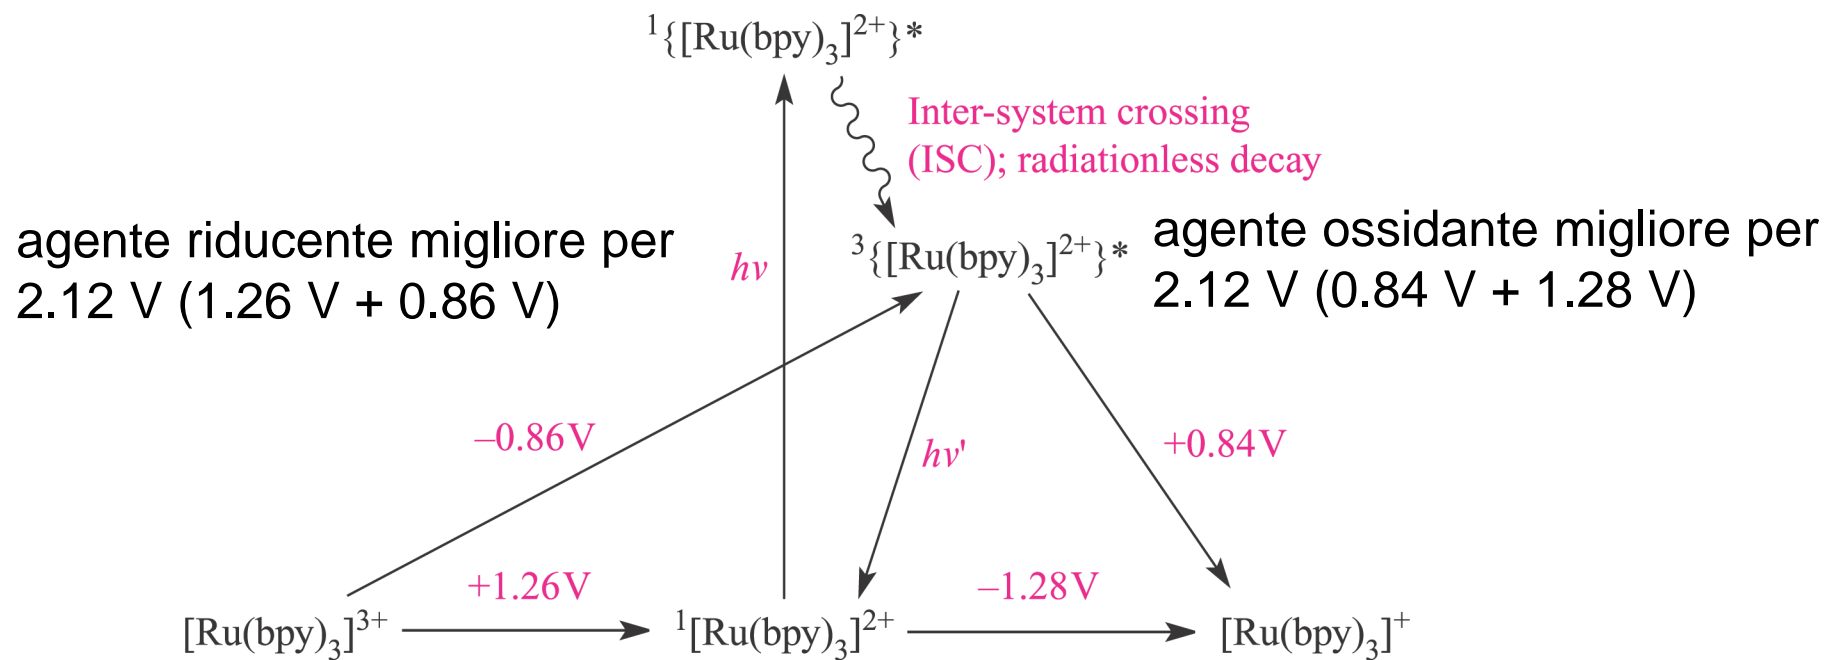 ¹{[Ru(bpy)₃]²⁺}*
Inter-system crossing
(ISC); radiationless decay
agente riducente migliore per
2.12 V (1.26 V + 0.86 V)
hν
³{[Ru(bpy)₃]²⁺}*
agente ossidante migliore per
2.12 V (0.84 V + 1.28 V)
–0.86V
hν'
+0.84V
+1.26V
–1.28V
[Ru(bpy)₃]³⁺
¹[Ru(bpy)₃]²⁺
[Ru(bpy)₃]⁺